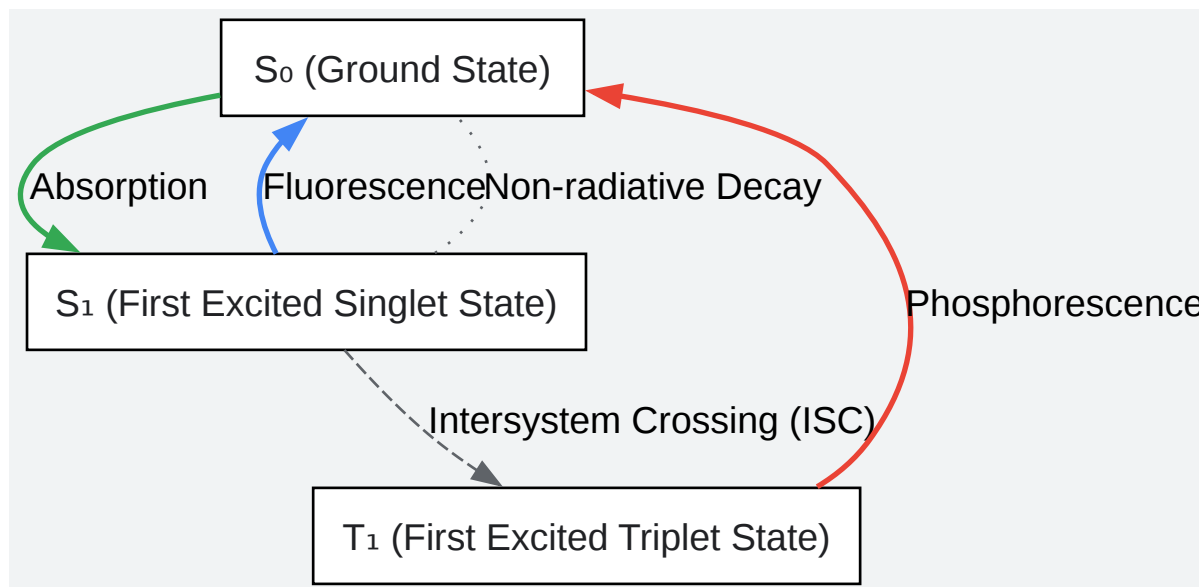 S₀ (Ground State)
Absorption
Fluorescence
Non-radiative Decay
S₁ (First Excited Singlet State)
Phosphorescence
Intersystem Crossing (ISC)
T₁ (First Excited Triplet State)